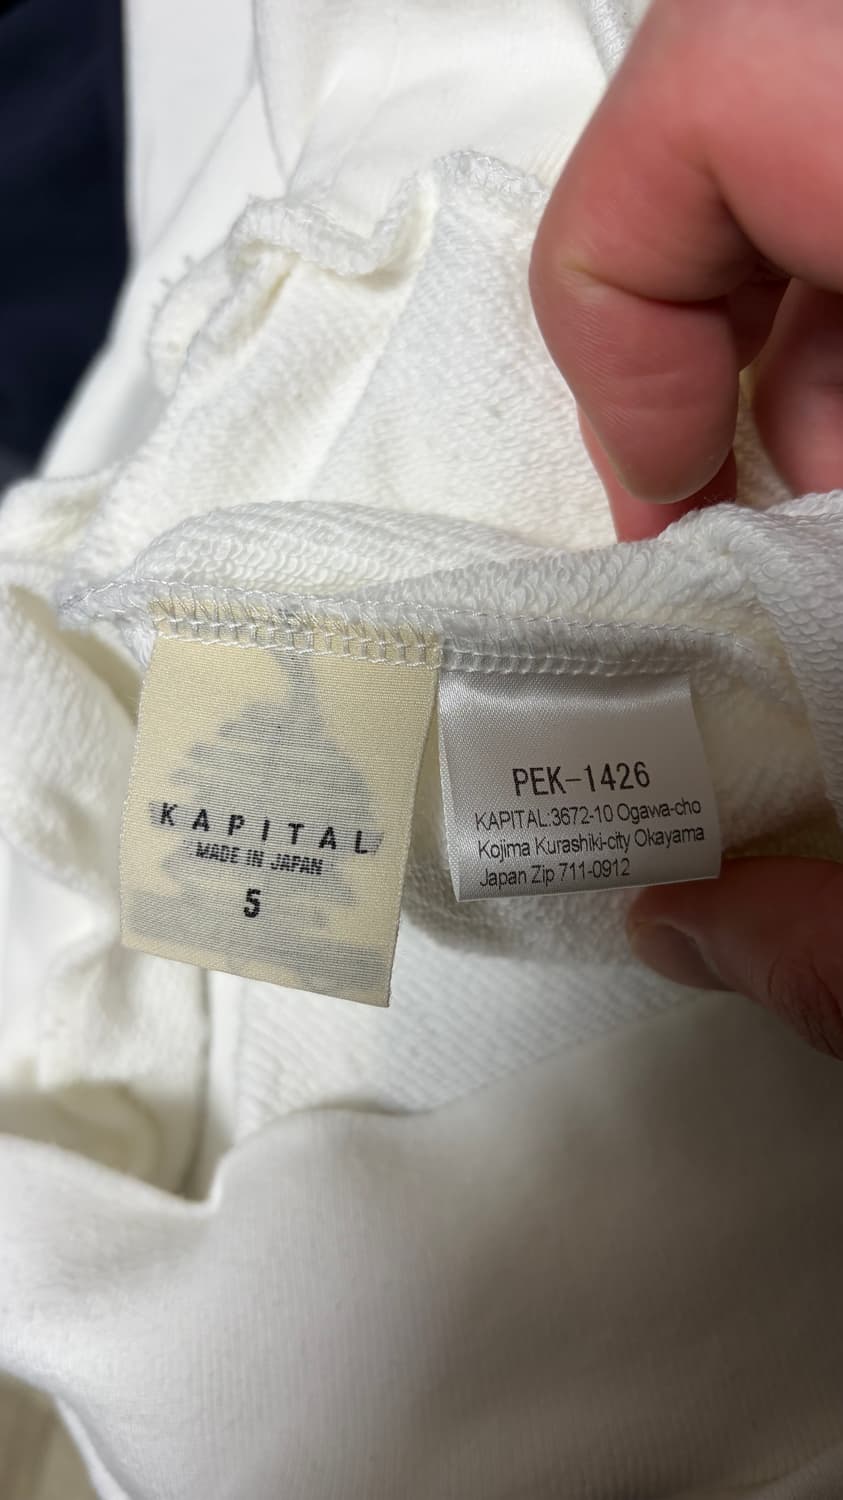 KAPITAL
MADE IN JAPAN
5
PEK-1426
KAPITAL:3672-10 Ogawa-cho
Kojima Kurashiki-city Okayama
Japan Zip 711-0912